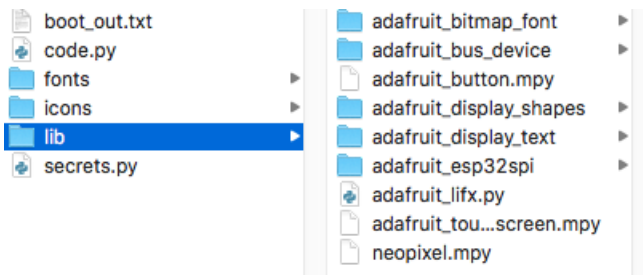 boot_out.txt
code.py
fonts
icons
lib
secrets.py
adafruit_bitmap_font
adafruit_bus_device
adafruit_button.mpy
adafruit_display_shapes
adafruit_display_text
adafruit_esp32spi
adafruit_lifx.py
adafruit_tou...screen.mpy
neopixel.mpy